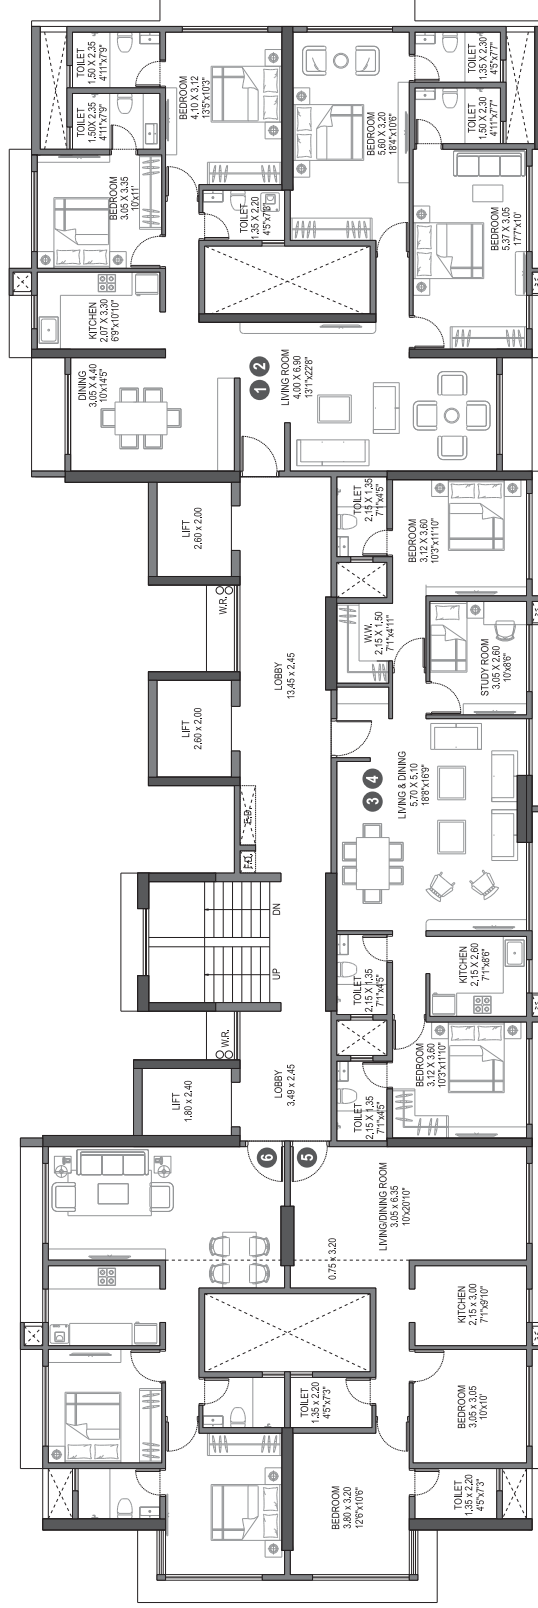 TOILET
1.50 X 2.35
4'11"x7'9"
TOILET
1.50X 2.35
4'11"x7'9"
BEDROOM
4.10 X 3.12
13'5"x10'3"
BEDROOM
5.60 X 3.20
18'4"x10'6"
TOILET
1.35 X 2.30
4'5"x7'7"
TOILET
1.50 X 2.30
4'11"x7'7"
BEDROOM
3.05 X 3.35
10'x11'
TOILET
1.35 X 2.20
4'5"x7'3"
BEDROOM
5.37 X 3.05
17'7"x10'
KITCHEN
2.07 X 3.30
6'9"x10'10"
DINING
3.05 X 4.40
10'x14'5"
1 2
LIVING ROOM
4.00 X 6.90
13'1"x22'8"
LIFT
2.60 x 2.00
TOILET
2.15 X 1.35
7'1"x4'5"
BEDROOM
3.12 X 3.60
10'3"x11'10"
W.R.
W.W.
2.15 X 1.50
7'1"x4'11"
STUDY ROOM
3.05 X 2.60
10'x8'6"
LOBBY
13.45 x 2.45
LIFT
2.60 x 2.00
3 4
LIVING & DINING
5.70 X 5.10
18'8"x16'9"
DN
UP
TOILET
2.15 X 1.35
7'1"x4'5"
KITCHEN
2.15 X 2.60
7'1"x8'6"
W.R.
BEDROOM
3.12 X 3.60
10'3"x11'10"
LIFT
1.80 x 2.40
LOBBY
3.49 x 2.45
TOILET
2.15 X 1.35
7'1"x4'5"
6
5
LIVING/DINING ROOM
3.05 x 6.35
10'x20'10"
0.75 x 3.20
KITCHEN
2.15 x 3.00
7'1"x9'10"
TOILET
1.35 x 2.20
4'5"x7'3"
BEDROOM
3.05 x 3.05
10'x10'
BEDROOM
3.80 x 3.20
12'6"x10'6"
TOILET
1.35 x 2.20
4'5"x7'3"